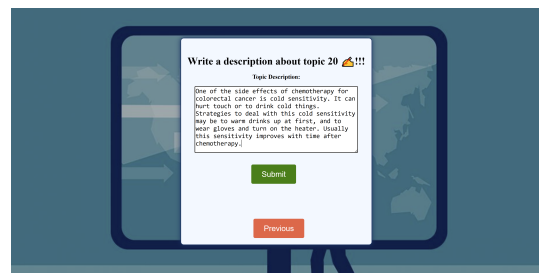 Write a description about topic 20 ✍!!!
Topic Description:
One of the side effects of chemotherapy for
colorectal cancer is cold sensitivity. It can
hurt touch or to drink cold things.
Strategies to deal with this cold sensitivity
may be to warm drinks up at first, and to
wear gloves and turn on the heater. Usually
this sensitivity improves with time after
chemotherapy.
Submit
Previous